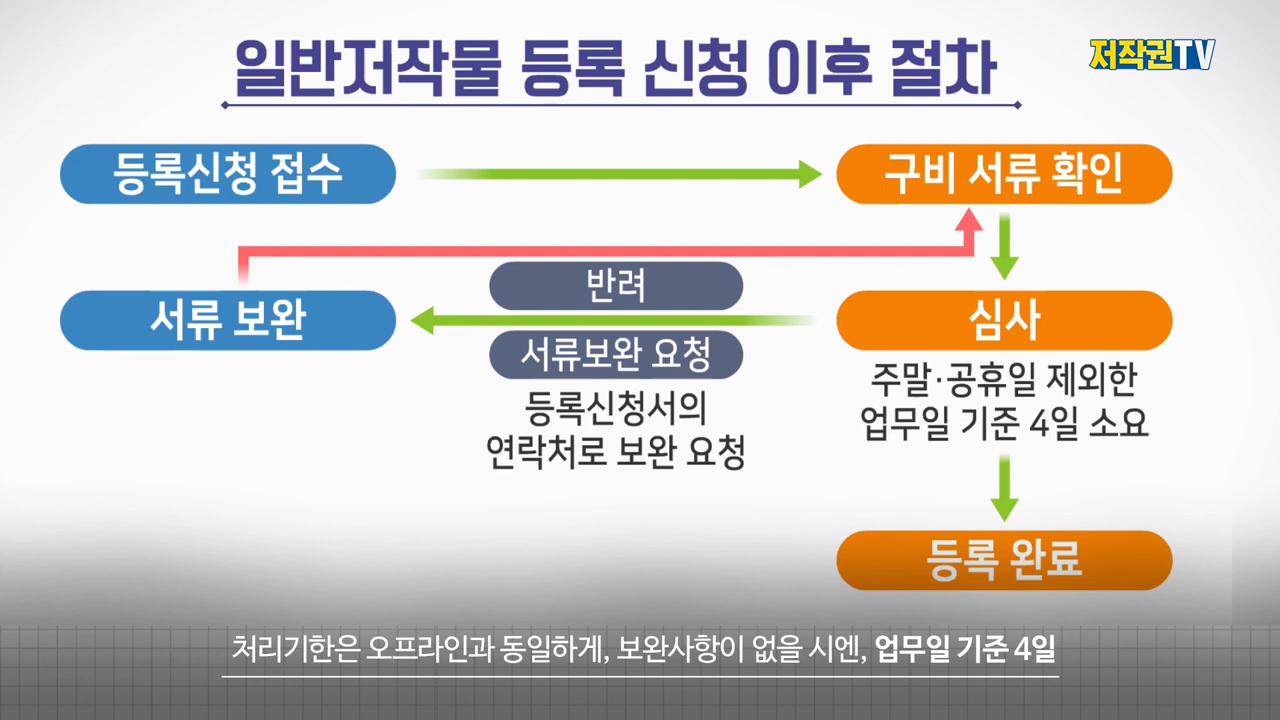 일반저작물 등록 신청 이후 절차
저작권TV
등록신청 접수
구비 서류 확인
반려
서류 보완
심사
서류보완 요청
등록신청서의
연락처로 보완 요청
주말·공휴일 제외한
업무일 기준 4일 소요
등록 완료
처리기한은 오프라인과 동일하게, 보완사항이 없을 시엔, 업무일 기준 4일